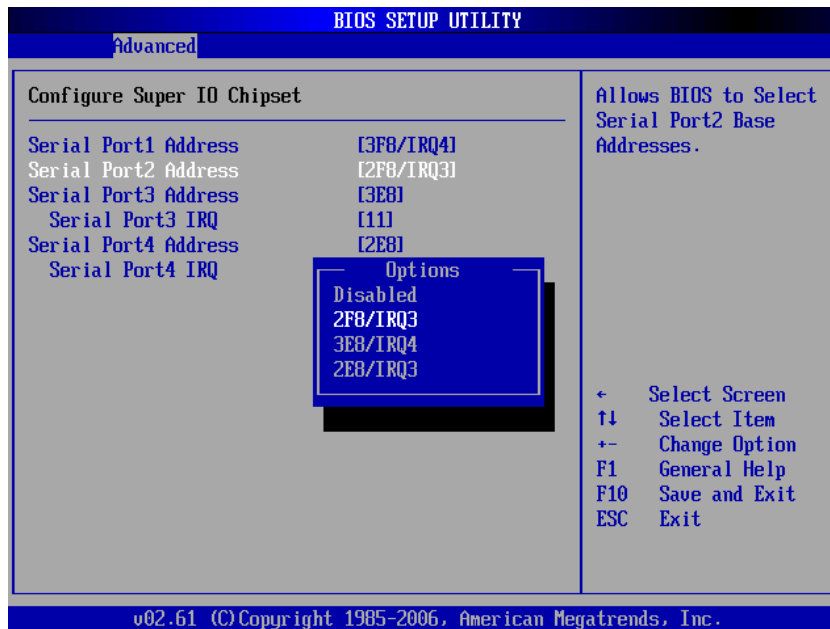 BIOS SETUP UTILITY
Advanced
Configure Super IO Chipset
Serial Port1 Address [3F8/IRQ4]
Serial Port2 Address [2F8/IRQ3]
Serial Port3 Address [3E8]
Serial Port3 IRQ [11]
Serial Port4 Address [2E8]
Serial Port4 IRQ
Options
Disabled
2F8/IRQ3
3E8/IRQ4
2E8/IRQ3
Allows BIOS to Select
Serial Port2 Base
Addresses.
← Select Screen
↑↓ Select Item
+- Change Option
F1 General Help
F10 Save and Exit
ESC Exit
v02.61 (C)Copyright 1985-2006, American Megatrends, Inc.